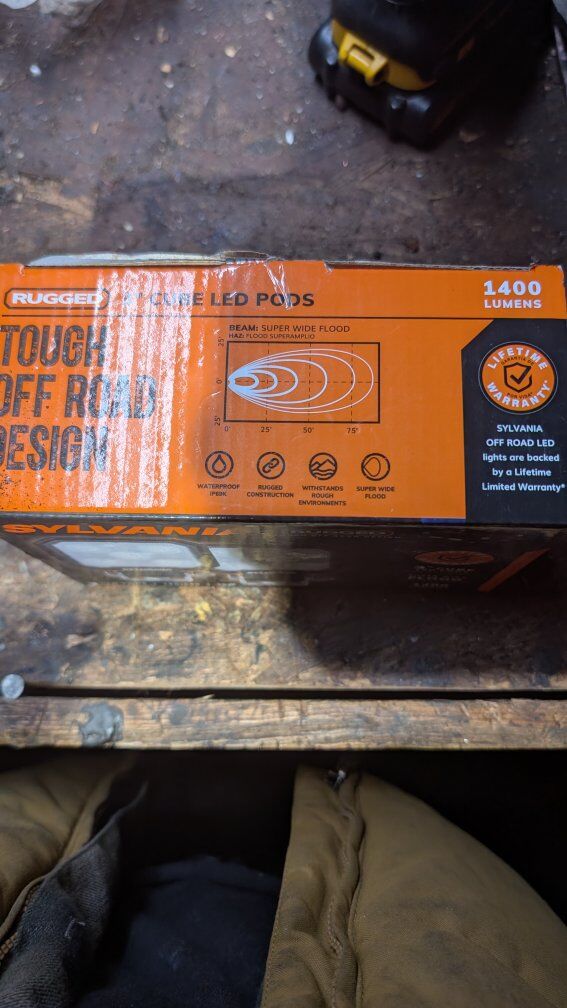 RUGGED
CUBE LED PODS
1400
LUMENS
TOUGH
OFF ROAD
DESIGN
BEAM: SUPER WIDE FLOOD
HAZ: FLOOD SUPERAMPLIO
25'
0'
25'
0' 25' 50' 75'
WATERPROOF
IP69K
RUGGED
CONSTRUCTION
WITHSTANDS
ROUGH
ENVIRONMENTS
SUPER WIDE
FLOOD
LIFETIME
WARRANTY*
SYLVANIA
OFF ROAD LED
lights are backed
by a Lifetime
Limited Warranty*
SYLVANIA